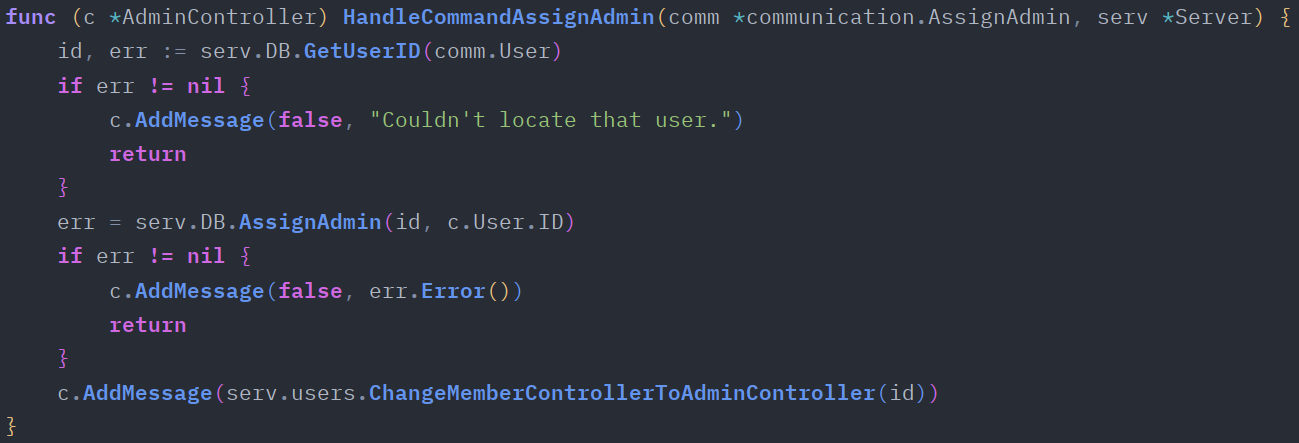 func (c *AdminController) HandleCommandAssignAdmin(comm *communication.AssignAdmin, serv *Server) {
    id, err := serv.DB.GetUserID(comm.User)
    if err != nil {
        c.AddMessage(false, "Couldn't locate that user.")
        return
    }
    err = serv.DB.AssignAdmin(id, c.User.ID)
    if err != nil {
        c.AddMessage(false, err.Error())
        return
    }
    c.AddMessage(serv.users.ChangeMemberControllerToAdminController(id))
}